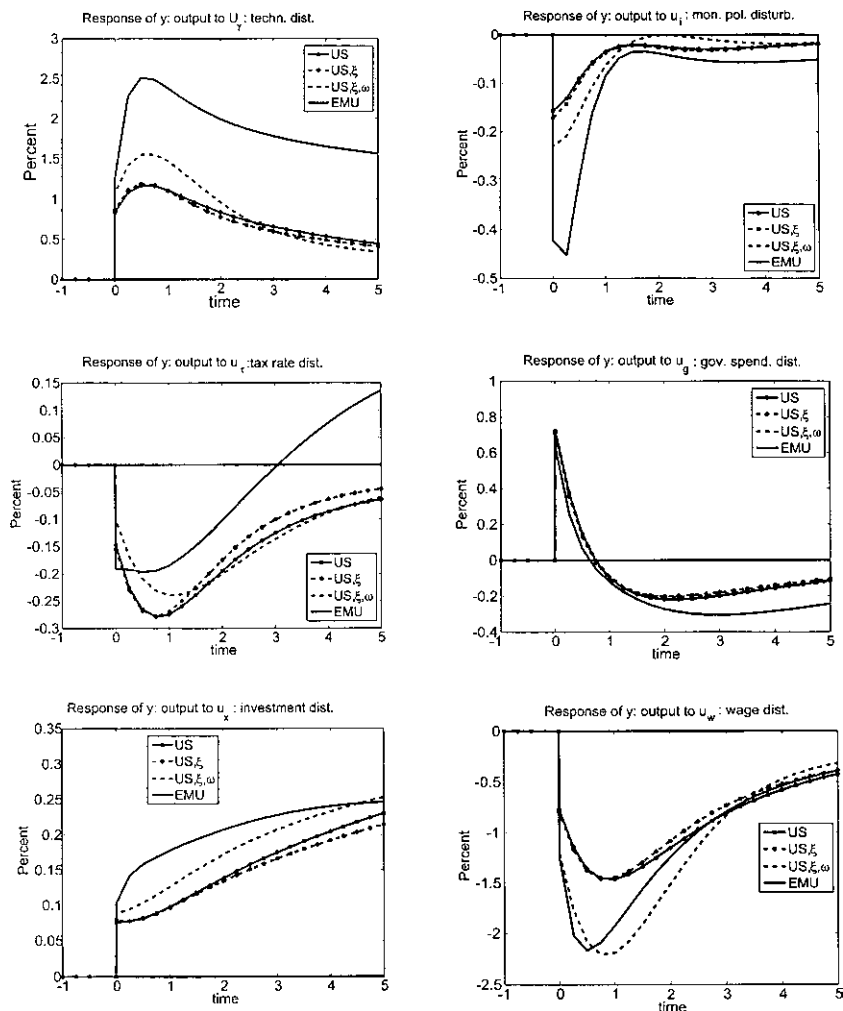 Response of y: output to U_γ: techn. dist.
3
2.5
2
1.5
1
0.5
0
Percent
US
US,ξ
US,ξ,ω
EMU
-1 0 1 2 3 4 5
time
Response of y: output to u_i : mon. pol. disturb.
0
-0.1
-0.2
-0.3
-0.4
-0.5
Percent
US
US,ξ
US,ξ,ω
EMU
-1 0 1 2 3 4 5
time
Response of y: output to u_τ:tax rate dist.
0.15
0.1
0.05
0
-0.05
-0.1
-0.15
-0.2
-0.25
-0.3
Percent
US
US,ξ
US,ξ,ω
EMU
-1 0 1 2 3 4 5
time
Response of y: output to u_g : gov. spend. dist.
1
0.8
0.6
0.4
0.2
0
-0.2
-0.4
Percent
US
US,ξ
US,ξ,ω
EMU
-1 0 1 2 3 4 5
time
Response of y: output to u_x : investment dist.
0.35
0.3
0.25
0.2
0.15
0.1
0.05
0
Percent
US
US,ξ
US,ξ,ω
EMU
-1 0 1 2 3 4 5
time
Response of y: output to u_w : wage dist.
0
-0.5
-1
-1.5
-2
-2.5
Percent
US
US,ξ
US,ξ,ω
EMU
-1 0 1 2 3 4 5
time